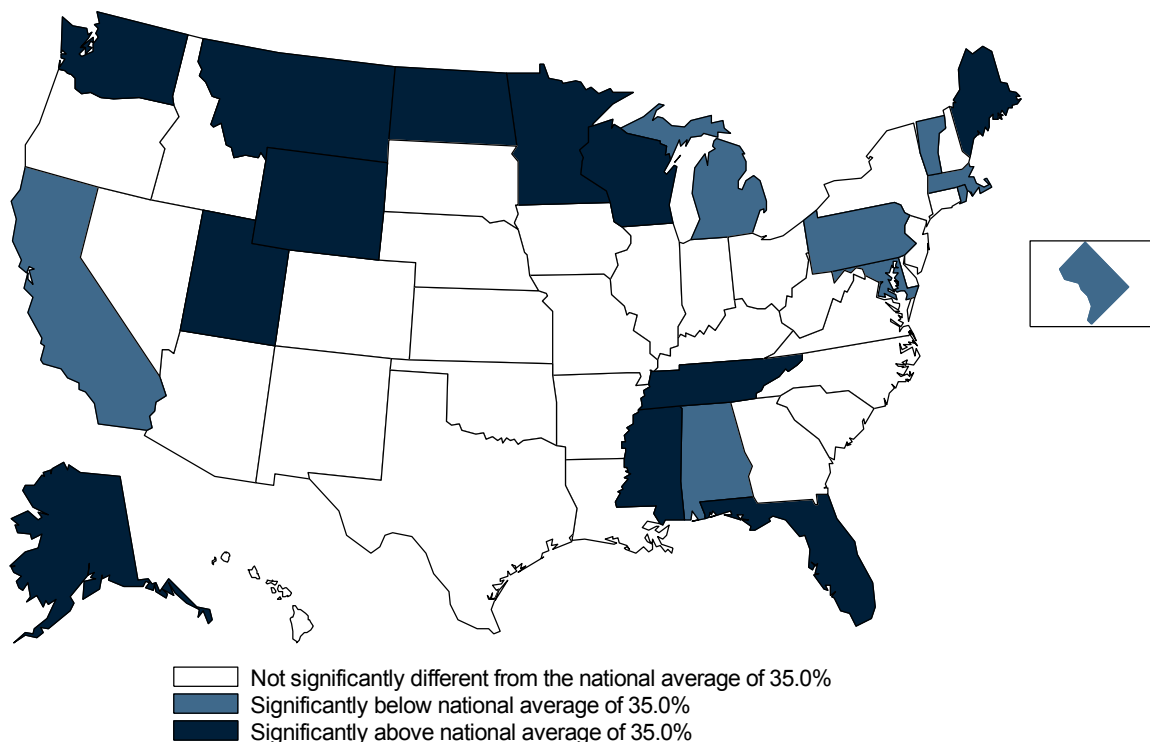 Not significantly different from the national average of 35.0%
Significantly below national average of 35.0%
Significantly above national average of 35.0%